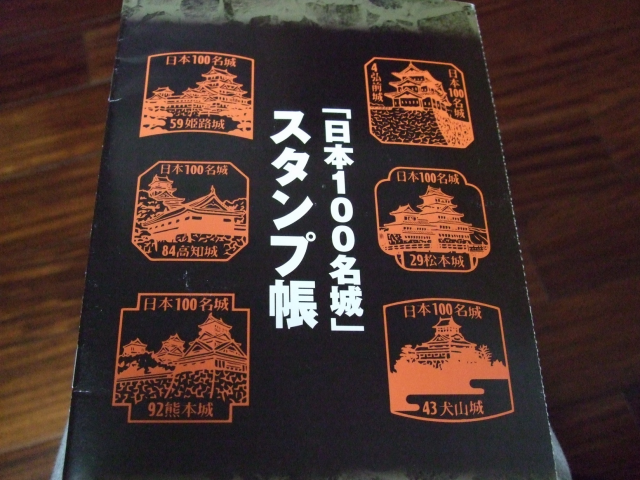 「日本100名城」
スタンプ帳
日本100名城
4弘前城
日本100名城
29松本城
日本100名城
43犬山城
日本100名城
59姫路城
日本100名城
84高知城
日本100名城
92熊本城